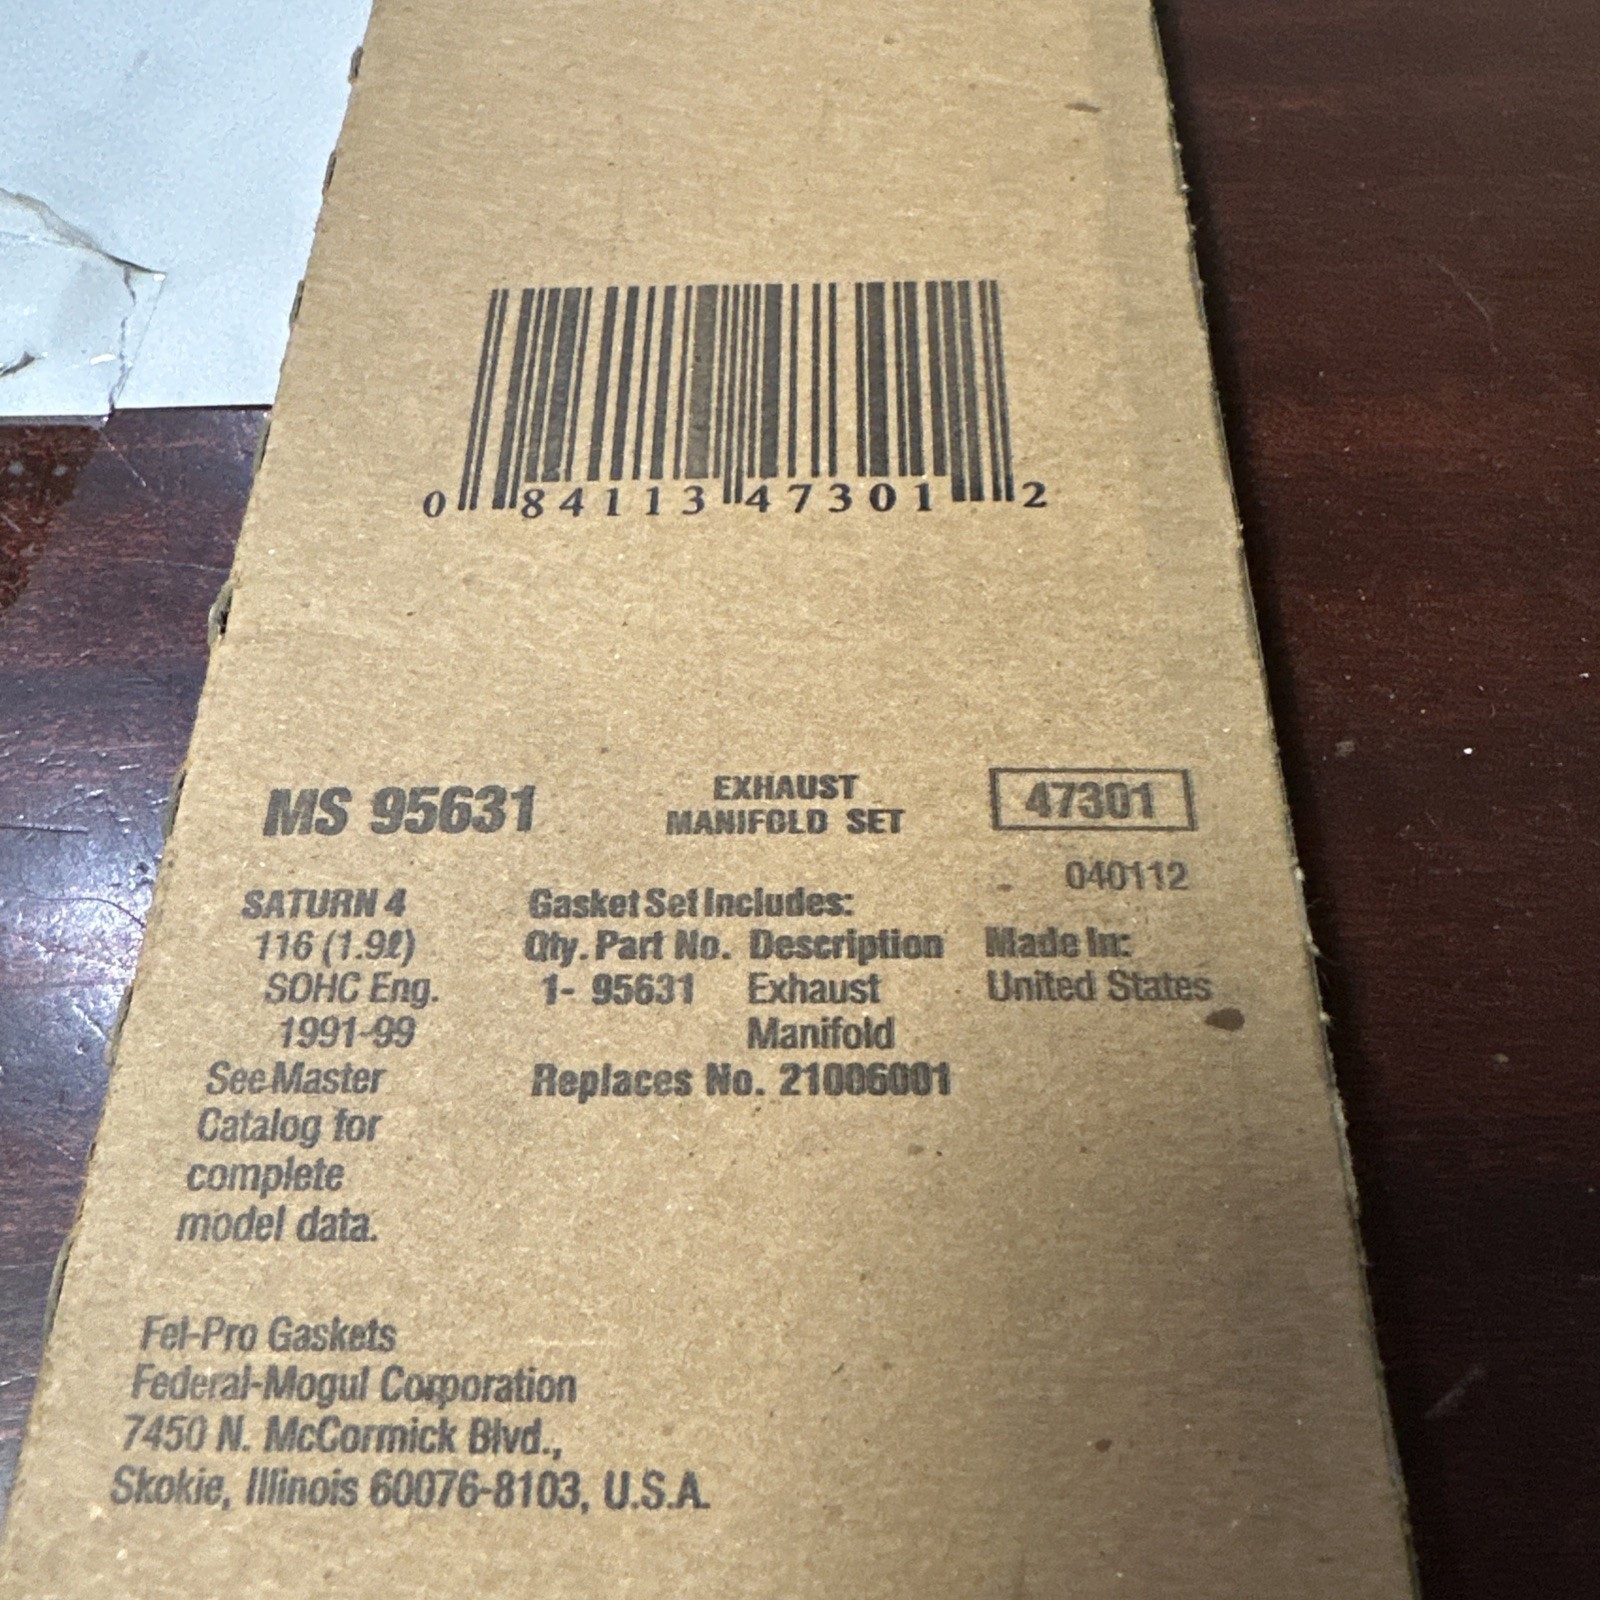 0 84113 47301 2
MS 95631
EXHAUST
MANIFOLD SET
47301
040112
SATURN 4
116 (1.9ℓ)
SOHC Eng.
1991-99
See Master
Catalog for
complete
model data.
Gasket Set Includes:
Qty. Part No. Description
1- 95631 Exhaust
Manifold
Replaces No. 21006001
Made In:
United States
Fel-Pro Gaskets
Federal-Mogul Corporation
7450 N. McCormick Blvd.,
Skokie, Illinois 60076-8103, U.S.A.